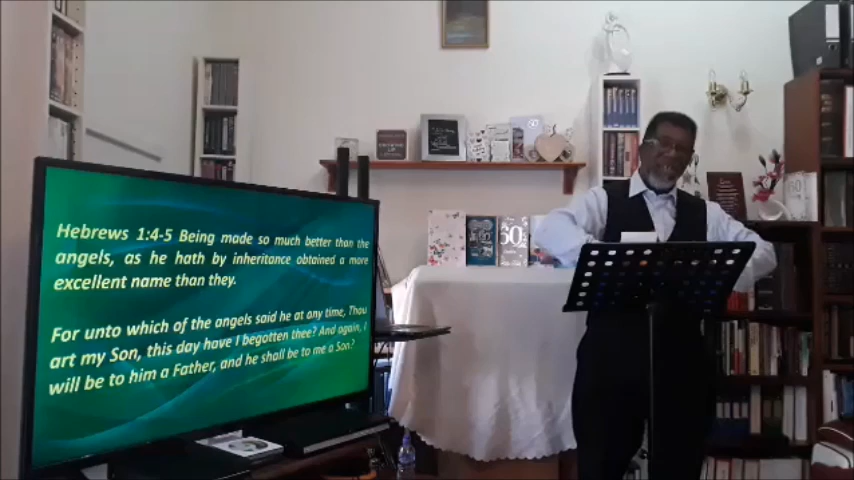 Hebrews 1:4-5 Being made so much better than the
angels, as he hath by inheritance obtained a more
excellent name than they.
For unto which of the angels said he at any time, Thou
art my Son, this day have I begotten thee? And again, I
will be to him a Father, and he shall be to me a Son?
60